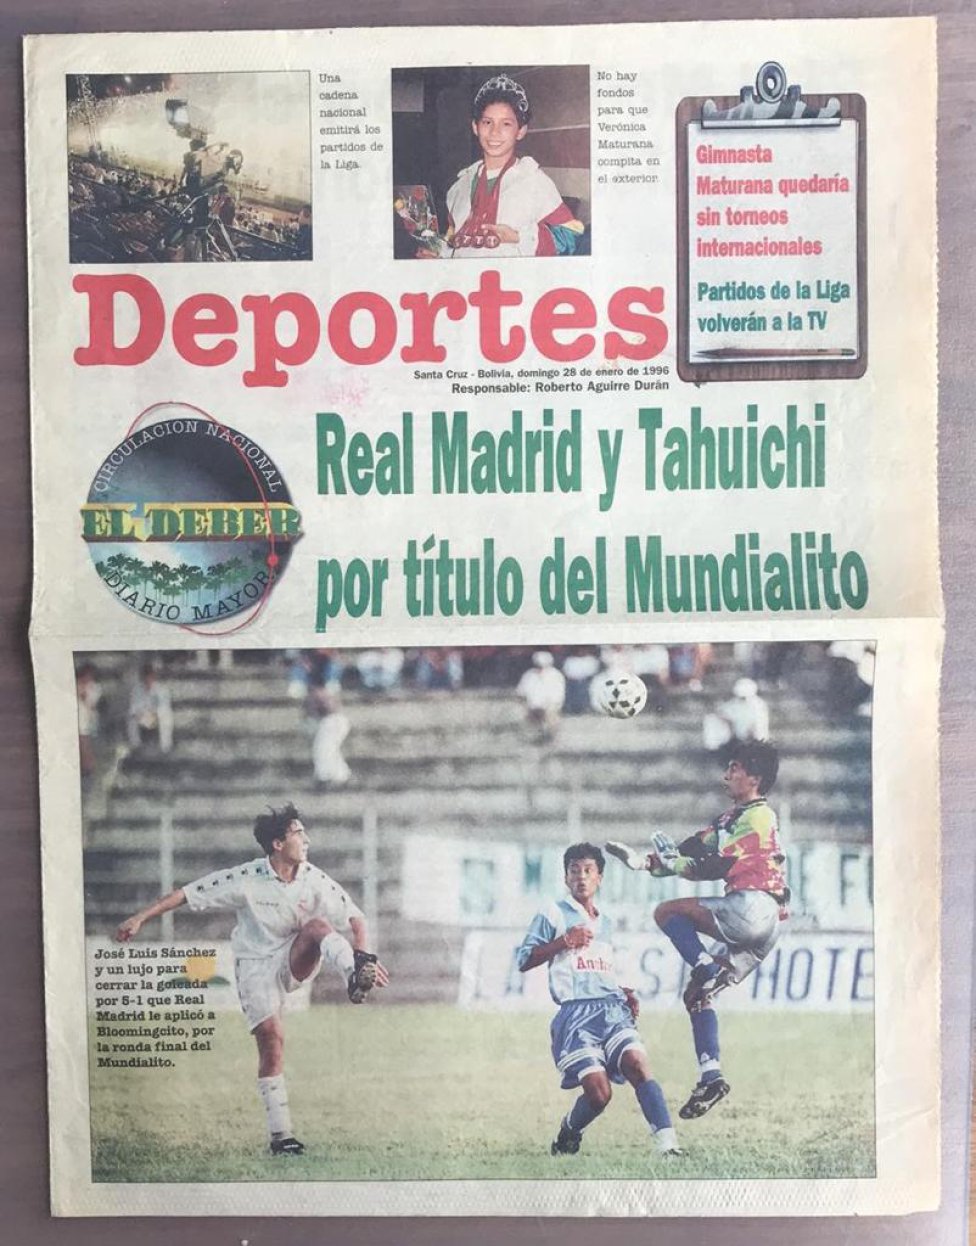 Una
cadena
nacional
emitirá los
partidos de
la Liga.
No hay
fondos
para que
Verónica
Maturana
compita en
el exterior.
Gimnasta
Maturana quedaría
sin torneos
internacionales
Partidos de la Liga
volverán a la TV
Deportes
Santa Cruz - Bolivia, domingo 28 de enero de 1996
Responsable: Roberto Aguirre Durán
CIRCULACION NACIONAL
EL DEBER
DIARIO MAYOR
Real Madrid y Tahuichi
por título del Mundialito
José Luis Sánchez
y un lujo para
cerrar la goleada
por 5-1 que Real
Madrid le aplicó a
Bloomingcito, por
la ronda final del
Mundialito.
HOTE